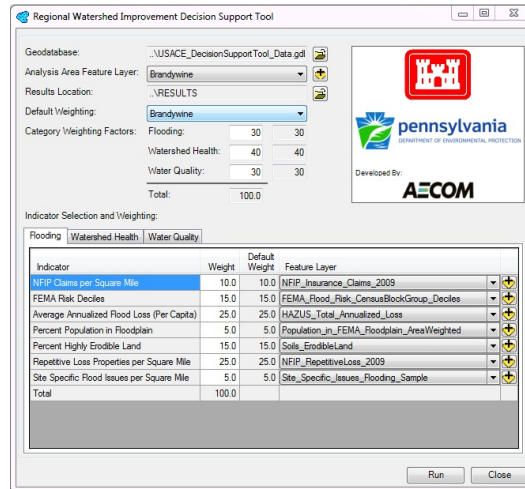 Regional Watershed Improvement Decision Support Tool
Geodatabase: ..\USACE_DecisionSupportTool_Data.gdl
Analysis Area Feature Layer: Brandywine
Results Location: ..\RESULTS
Default Weighting: Brandywine
Category Weighting Factors: Flooding: 30 30
Watershed Health: 40 40
Water Quality: 30 30
Total: 100.0
pennsylvania
DEPARTMENT OF ENVIRONMENTAL PROTECTION
Developed By:
AECOM
Indicator Selection and Weighting:
Flooding Watershed Health Water Quality
Indicator Weight Default Weight Feature Layer
NFIP Claims per Square Mile 10.0 10.0 NFIP_Insurance_Claims_2009
FEMA Risk Deciles 15.0 15.0 FEMA_Flood_Risk_CensusBlockGroup_Deciles
Average Annualized Flood Loss (Per Capita) 25.0 25.0 HAZUS_Total_Annualized_Loss
Percent Population in Floodplain 5.0 5.0 Population_in_FEMA_Floodplain_AreaWeighted
Percent Highly Erodible Land 15.0 15.0 Soils_ErodibleLand
Repetitive Loss Properties per Square Mile 25.0 25.0 NFIP_RepetitiveLoss_2009
Site Specific Flood Issues per Square Mile 5.0 5.0 Site_Specific_Issues_Flooding_Sample
Total 100.0
Run Close